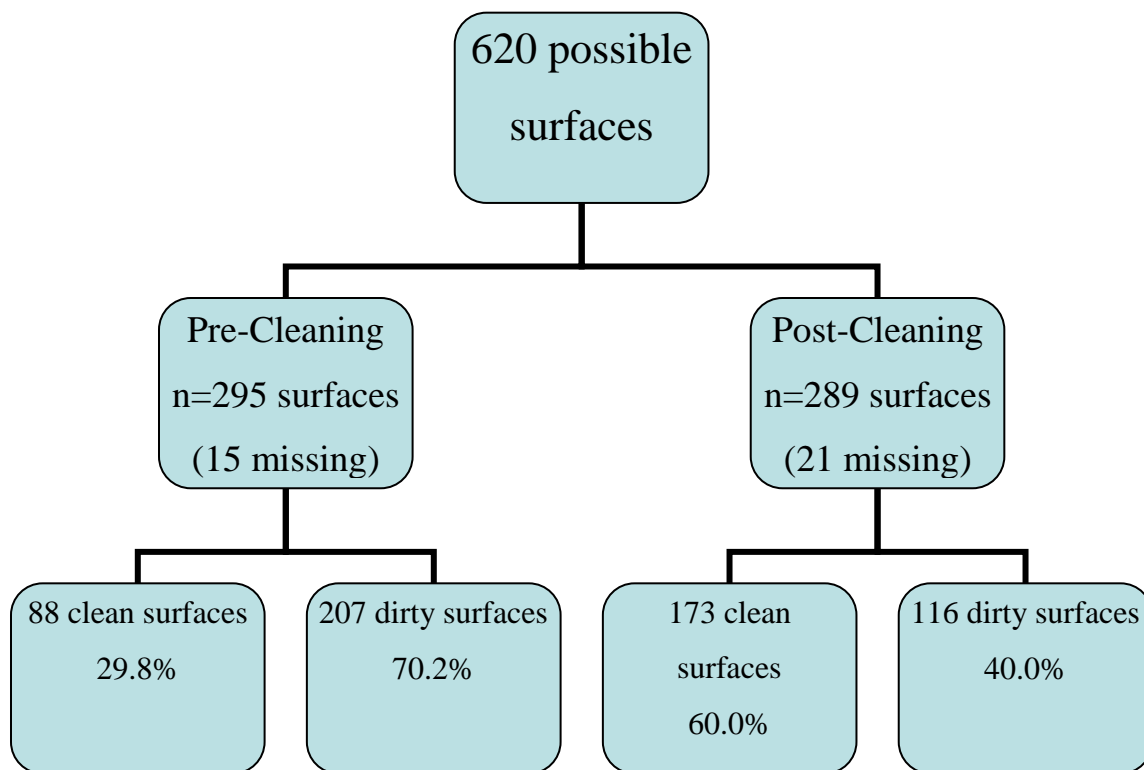 620 possible
surfaces
Pre-Cleaning
n=295 surfaces
(15 missing)
Post-Cleaning
n=289 surfaces
(21 missing)
88 clean surfaces
29.8%
207 dirty surfaces
70.2%
173 clean
surfaces
60.0%
116 dirty surfaces
40.0%